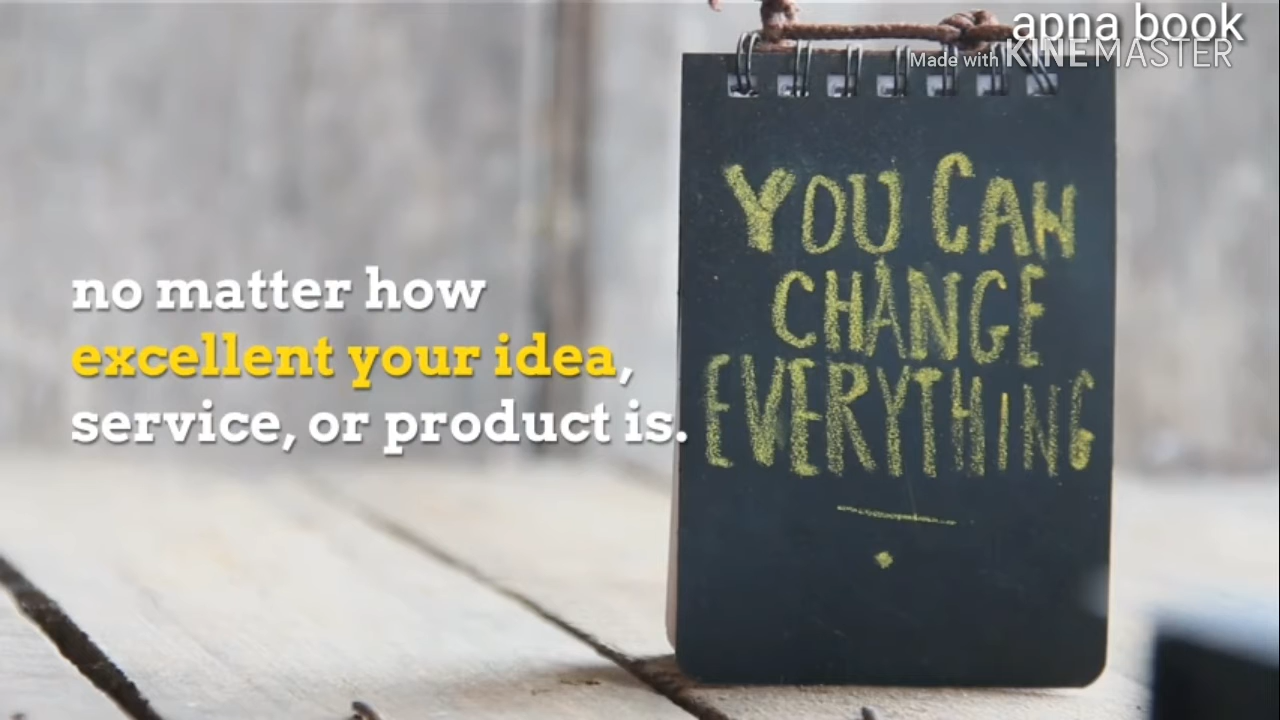 apna book
Made with KINEMASTER
no matter how
excellent your idea,
service, or product is.
YOU CAN
CHANGE
EVERYTHING